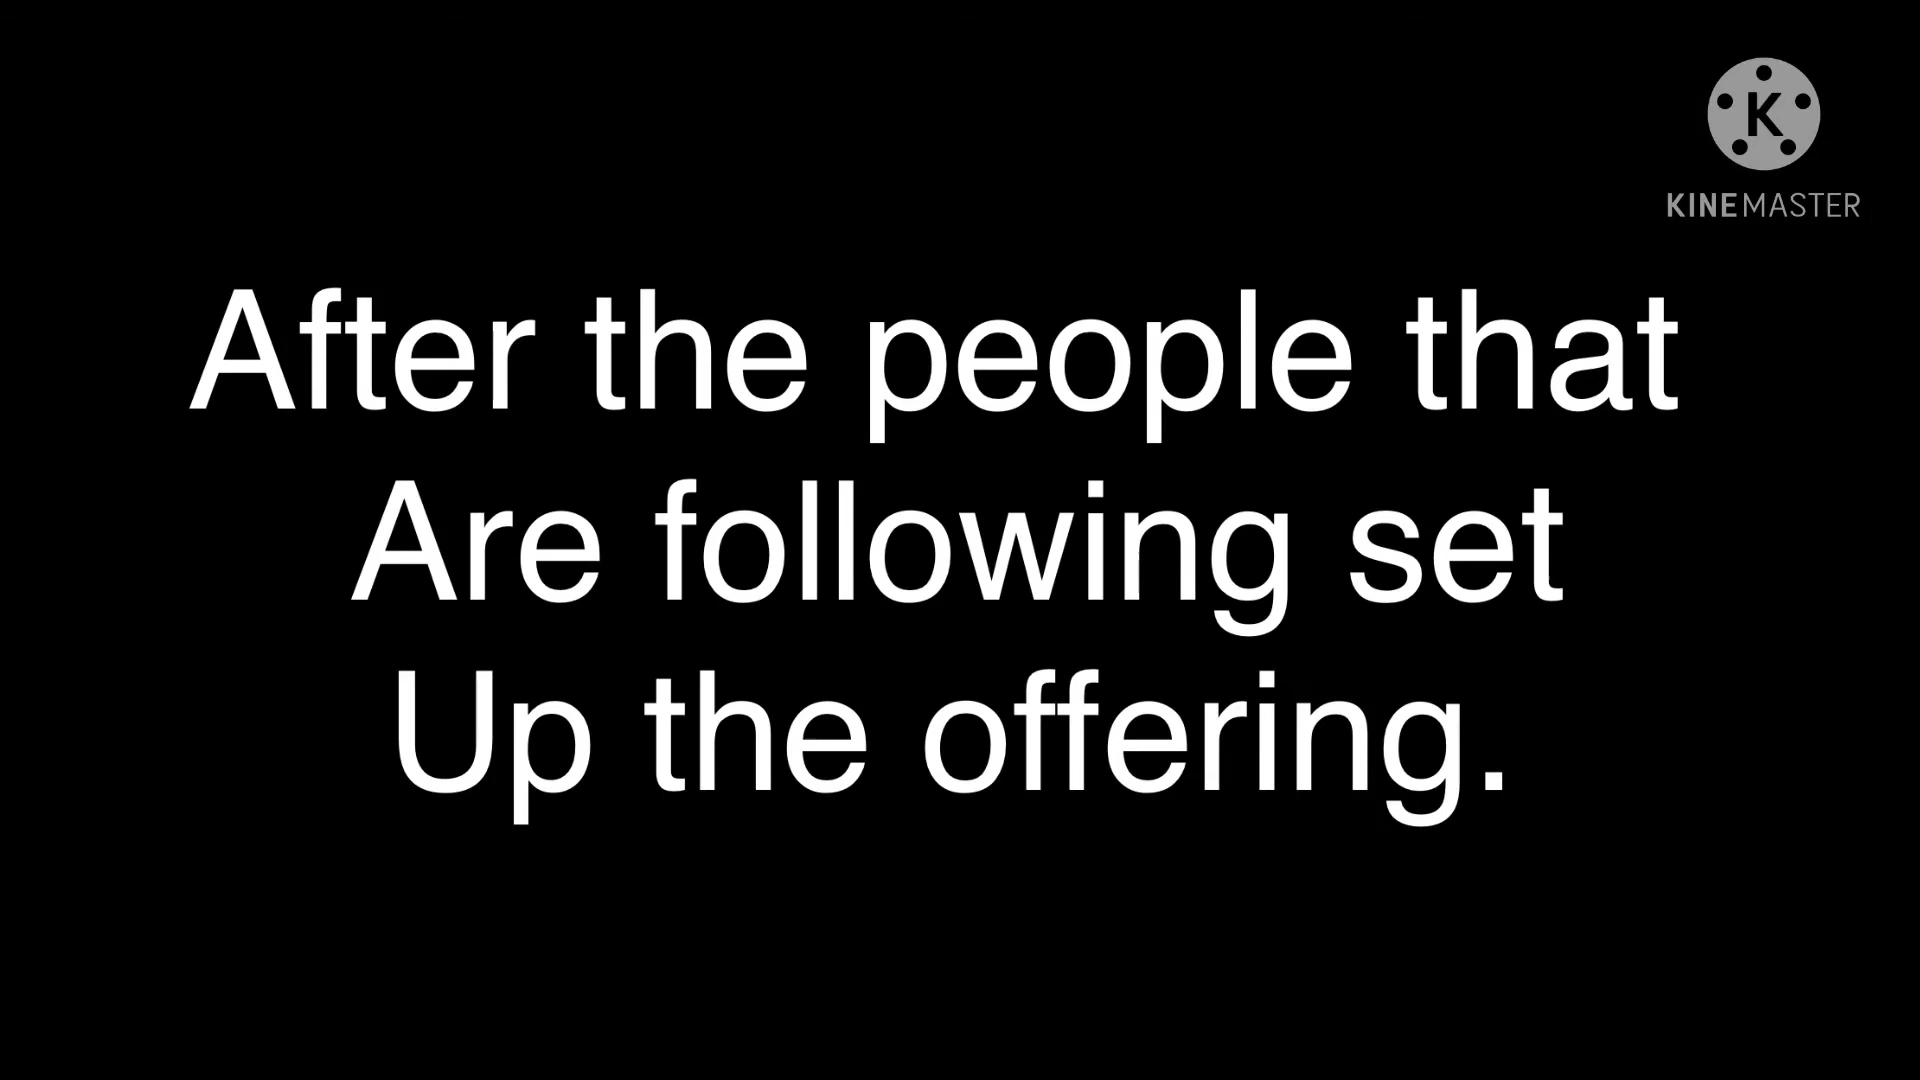 K
KINEMASTER
After the people that
Are following set
Up the offering.